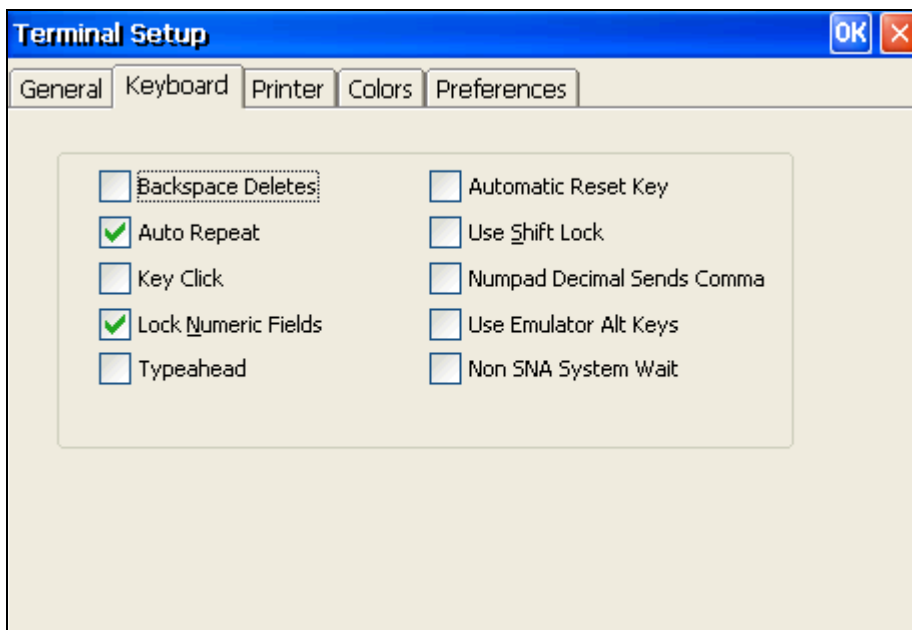 Terminal Setup OK
General Keyboard Printer Colors Preferences
Backspace Deletes Automatic Reset Key
Auto Repeat Use Shift Lock
Key Click Numpad Decimal Sends Comma
Lock Numeric Fields Use Emulator Alt Keys
Typeahead Non SNA System Wait